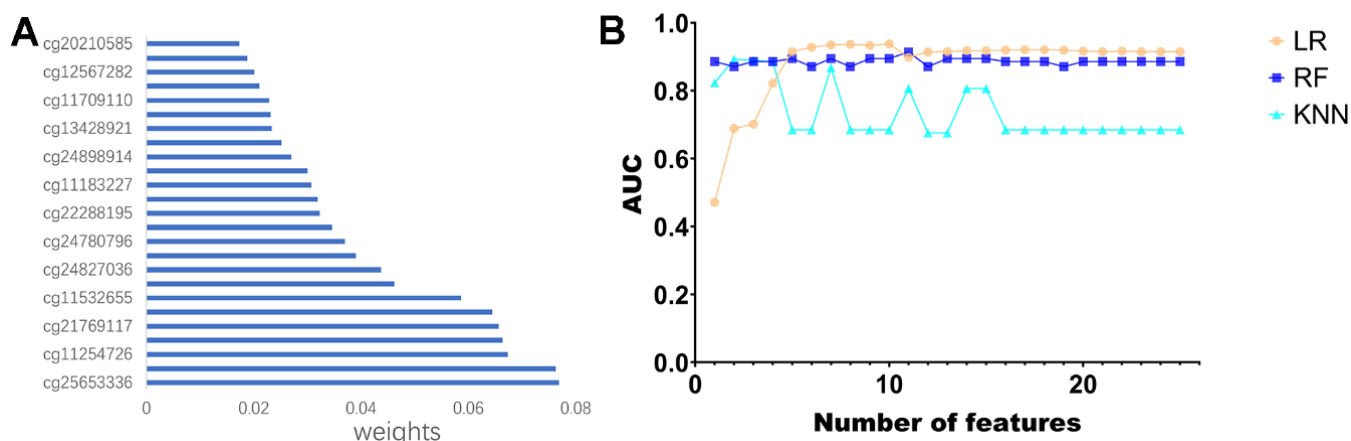 A
cg20210585
cg12567282
cg11709110
cg13428921
cg24898914
cg11183227
cg22288195
cg24780796
cg24827036
cg11532655
cg21769117
cg11254726
cg25653336
0 0.02 0.04 0.06 0.08
weights
B
AUC
1.0
0.8
0.6
0.4
0.2
0.0
0 10 20
Number of features
LR
RF
KNN